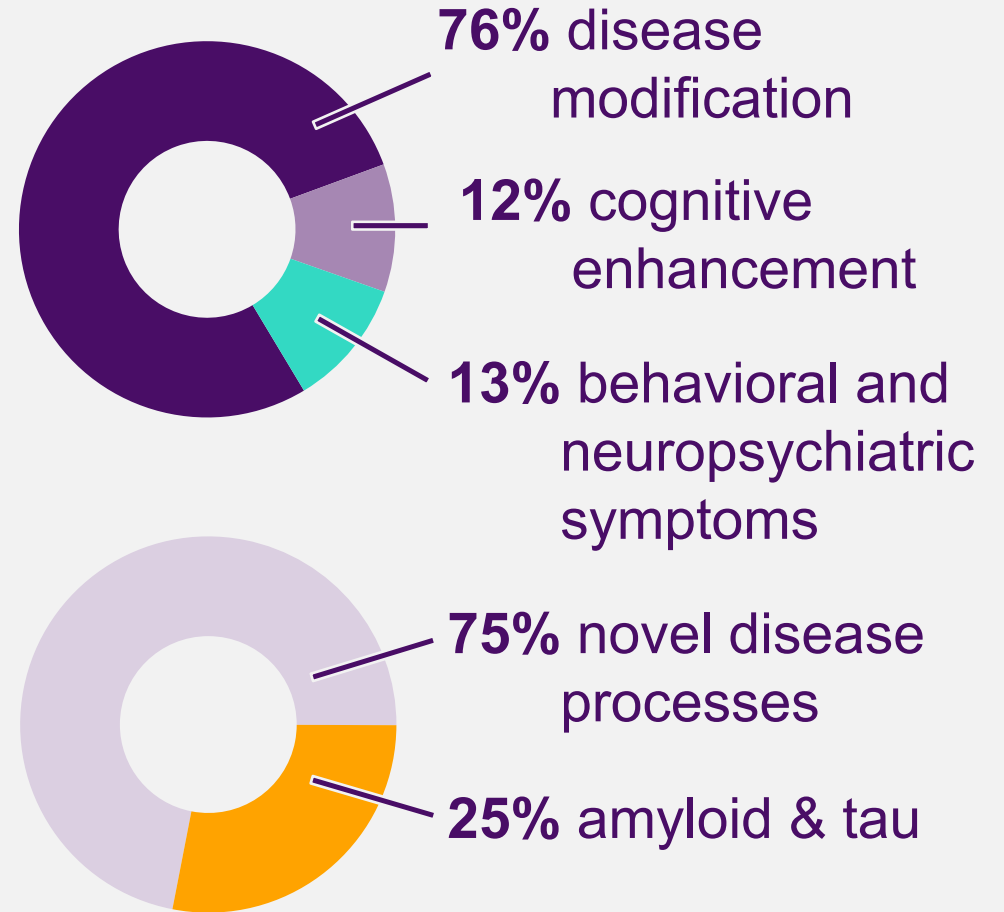 76% disease
modification
12% cognitive
enhancement
13% behavioral and
neuropsychiatric
symptoms
75% novel disease
processes
25% amyloid & tau